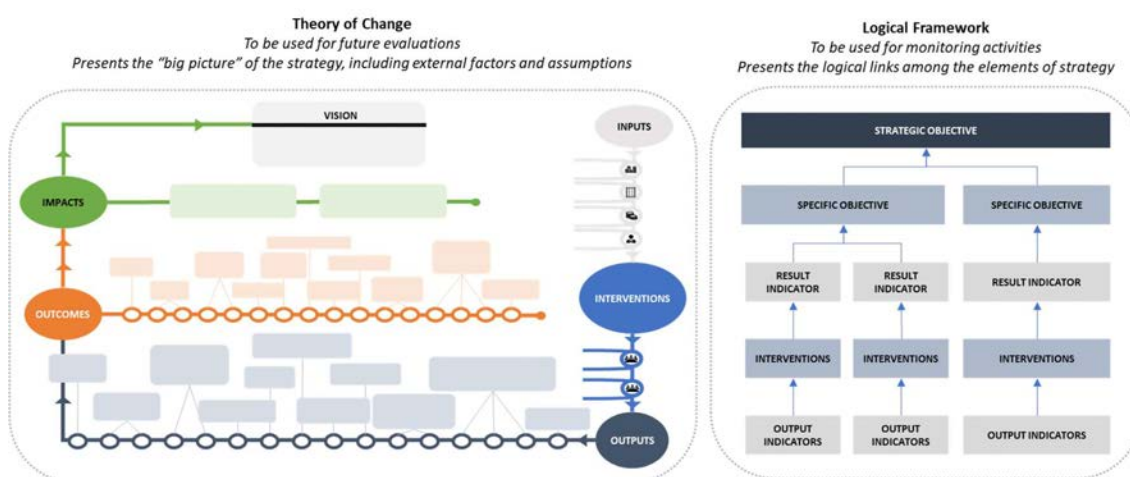 Theory of Change
To be used for future evaluations
Presents the “big picture” of the strategy, including external factors and assumptions
VISION
IMPACTS
OUTCOMES
INPUTS
INTERVENTIONS
OUTPUTS
Logical Framework
To be used for monitoring activities
Presents the logical links among the elements of strategy
STRATEGIC OBJECTIVE
SPECIFIC OBJECTIVE
SPECIFIC OBJECTIVE
RESULT
INDICATOR
RESULT
INDICATOR
RESULT INDICATOR
INTERVENTIONS
INTERVENTIONS
INTERVENTIONS
OUTPUT
INDICATORS
OUTPUT
INDICATORS
OUTPUT INDICATORS